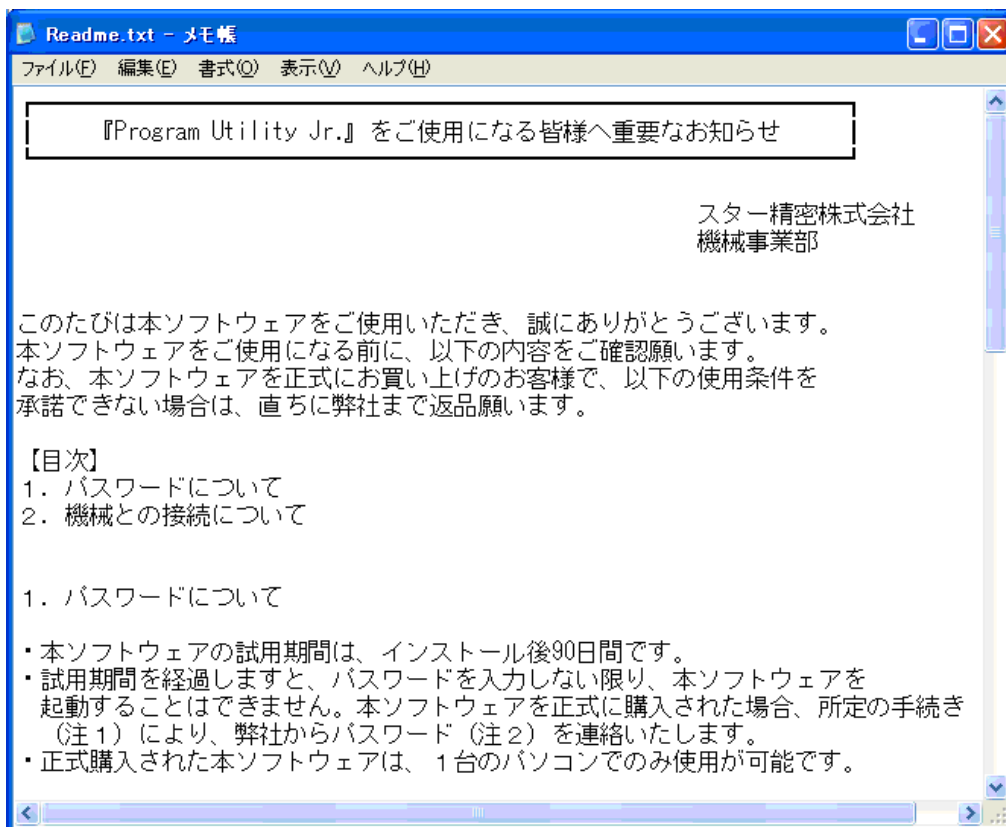 Readme.txt - メモ帳
ファイル(F) 編集(E) 書式(O) 表示(V) ヘルプ(H)
『Program Utility Jr.』をご使用になる皆様へ重要なお知らせ
スター精密株式会社
機械事業部
このたびは本ソフトウェアをご使用いただき、誠にありがとうございます。
本ソフトウェアをご使用になる前に、以下の内容をご確認願います。
なお、本ソフトウェアを正式にお買い上げのお客様で、以下の使用条件を
承諾できない場合は、直ちに弊社まで返品願います。
【目次】
1. パスワードについて
2. 機械との接続について
1. パスワードについて
・本ソフトウェアの試用期間は、インストール後90日間です。
・試用期間を経過しますと、パスワードを入力しない限り、本ソフトウェアを
起動することはできません。本ソフトウェアを正式に購入された場合、所定の手続き
(注1)により、弊社からパスワード(注2)を連絡いたします。
・正式購入された本ソフトウェアは、1台のパソコンでのみ使用が可能です。